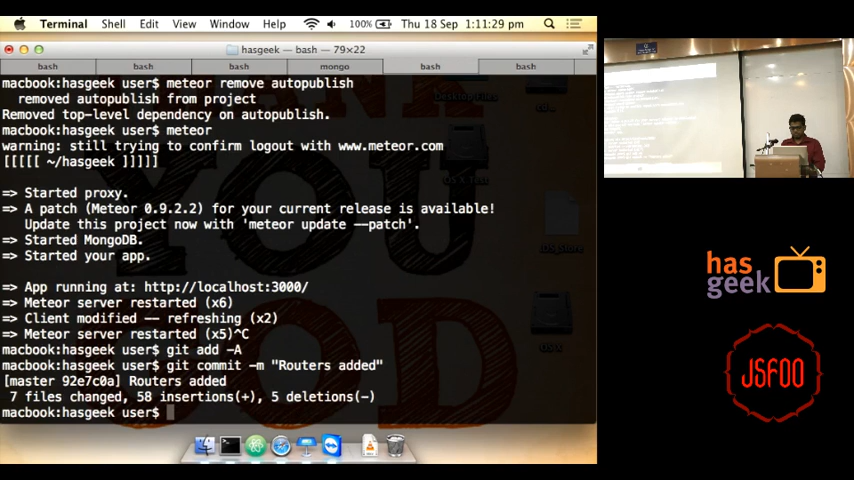 Terminal Shell Edit View Window Help 100% Thu 18 Sep 1:11:29 pm
hasgeek — bash — 79×22
bash bash mongo bash bash
macbook:hasgeek user$ meteor remove autopublish
removed autopublish from project
Removed top-level dependency on autopublish.
macbook:hasgeek user$ meteor
warning: still trying to confirm logout with www.meteor.com
[[[[[ ~/hasgeek ]]]]]
=> Started proxy.
=> A patch (Meteor 0.9.2.2) for your current release is available!
Update this project now with 'meteor update --patch'.
=> Started MongoDB.
=> Started your app.
=> App running at: http://localhost:3000/
=> Meteor server restarted (x6)
=> Client modified -- refreshing (x2)
=> Meteor server restarted (x5)^C
macbook:hasgeek user$ git add -A
macbook:hasgeek user$ git commit -m "Routers added"
[master 92e7c0a] Routers added
7 files changed, 58 insertions(+), 5 deletions(-)
macbook:hasgeek user$
has
geek
JSFOO